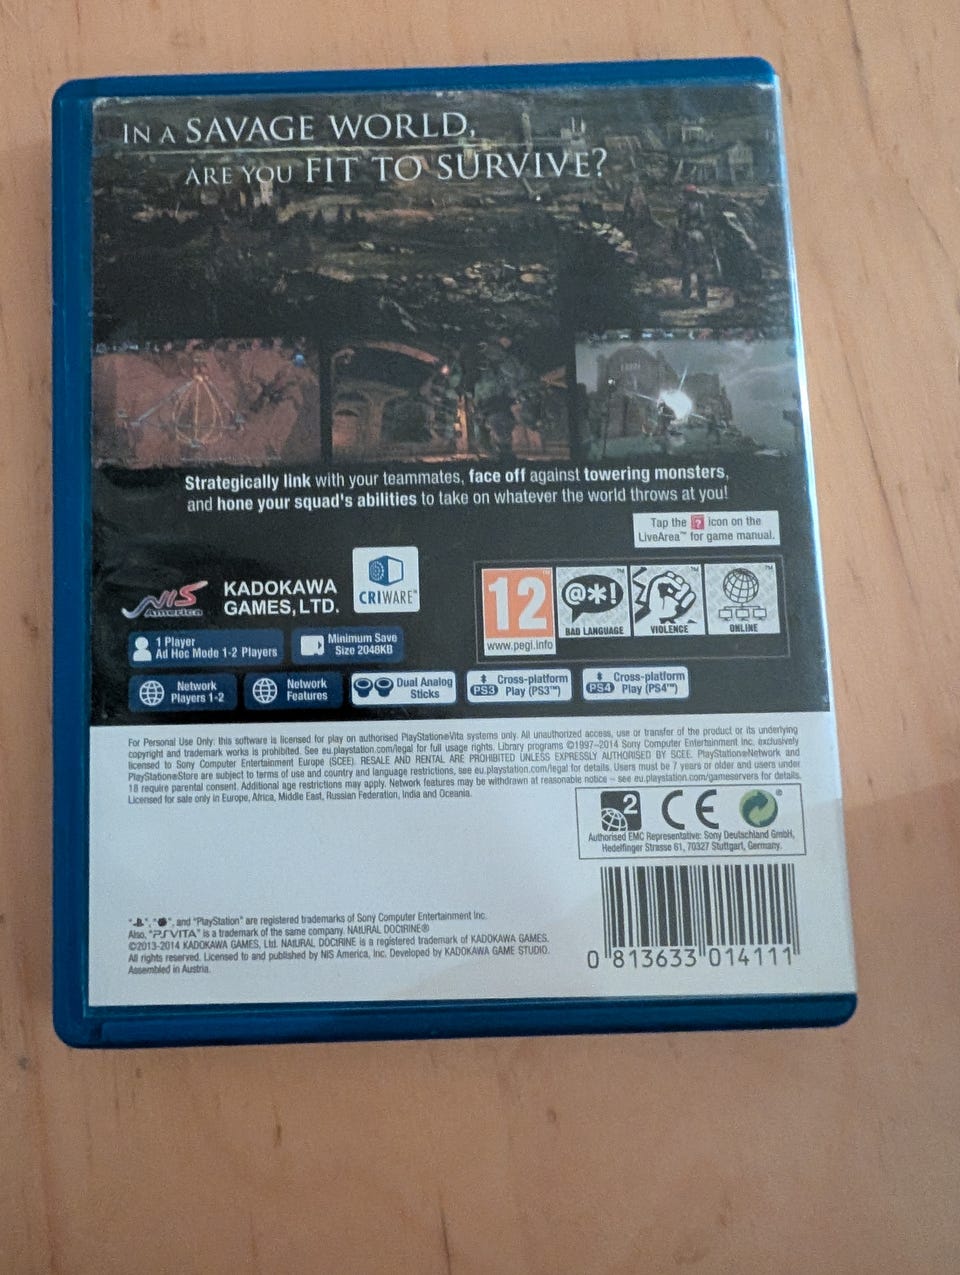 IN A SAVAGE WORLD,
ARE YOU FIT TO SURVIVE?
Strategically link with your teammates, face off against towering monsters,
and hone your squad's abilities to take on whatever the world throws at you!
Tap the ? icon on the
LiveArea™ for game manual.
NIS
America
KADOKAWA
GAMES, LTD.
CRIWARE™
12
www.pegi.info
@*!
BAD LANGUAGE
VIOLENCE
ONLINE
1 Player
Ad Hoc Mode 1-2 Players
Minimum Save
Size 2048KB
Network
Players 1-2
Network
Features
Dual Analog
Sticks
PS3 Cross-platform
Play (PS3™)
PS4 Cross-platform
Play (PS4™)
For Personal Use Only: this software is licensed for play on authorised PlayStation®Vita systems only. All unauthorized access, use or transfer of the product or its underlying
copyright and trademark works is prohibited. See eu.playstation.com/legal for full usage rights. Library programs ©1997-2014 Sony Computer Entertainment Inc. exclusively
licensed to Sony Computer Entertainment Europe (SCEE). RESALE AND RENTAL ARE PROHIBITED UNLESS EXPRESSLY AUTHORISED BY SCEE. PlayStation®Network and
PlayStation®Store are subject to terms of use and country and language restrictions, see eu.playstation.com/legal for details. Users must be 7 years or older and users under
18 require parental consent. Additional age restrictions may apply. Network features may be withdrawn at reasonable notice – see eu.playstation.com/gameservers for details.
Licensed for sale only in Europe, Africa, Middle East, Russian Federation, India and Oceania.
2 CE ®
Authorised EMC Representative: Sony Deutschland GmbH,
Hedelfinger Strasse 61, 70327 Stuttgart, Germany.
" ", " ", and "PlayStation" are registered trademarks of Sony Computer Entertainment Inc.
Also, "PSVITA" is a trademark of the same company. NATURAL DOCTRINE®
©2013-2014 KADOKAWA GAMES, Ltd. NATURAL DOCTRINE is a registered trademark of KADOKAWA GAMES.
All rights reserved. Licensed to and published by NIS America, Inc. Developed by KADOKAWA GAME STUDIO.
Assembled in Austria.
0 813633 014111